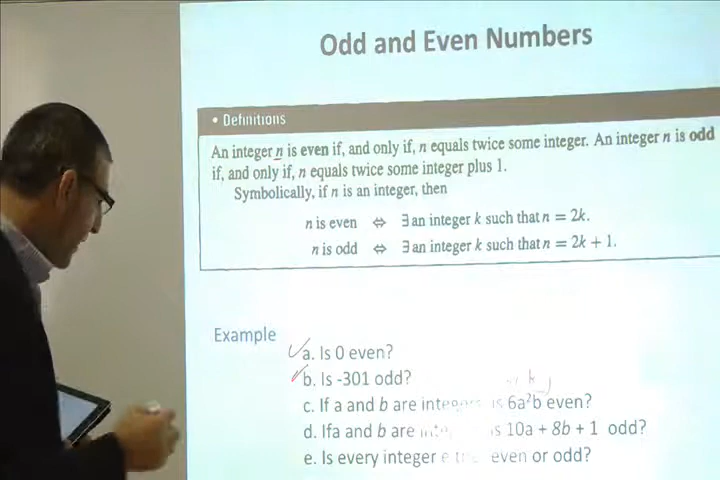 Odd and Even Numbers
• Definitions
An integer n is even if, and only if, n equals twice some integer. An integer n is odd
if, and only if, n equals twice some integer plus 1.
Symbolically, if n is an integer, then
n is even ⇔ ∃ an integer k such that n = 2k.
n is odd ⇔ ∃ an integer k such that n = 2k + 1.
Example
a. Is 0 even?
b. Is -301 odd?
k
c. If a and b are integers is 6a²b even?
d. Ifa and b are is 10a + 8b + 1 odd?
e. Is every integer even or odd?